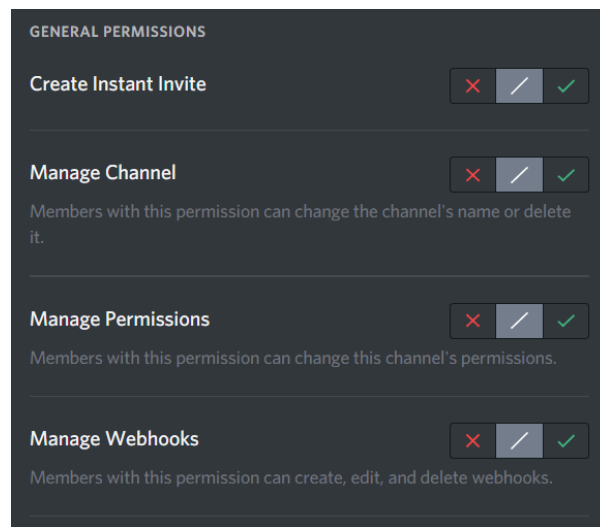 GENERAL PERMISSIONS
Create Instant Invite
Manage Channel
Members with this permission can change the channel's name or delete
it.
Manage Permissions
Members with this permission can change this channel's permissions.
Manage Webhooks
Members with this permission can create, edit, and delete webhooks.